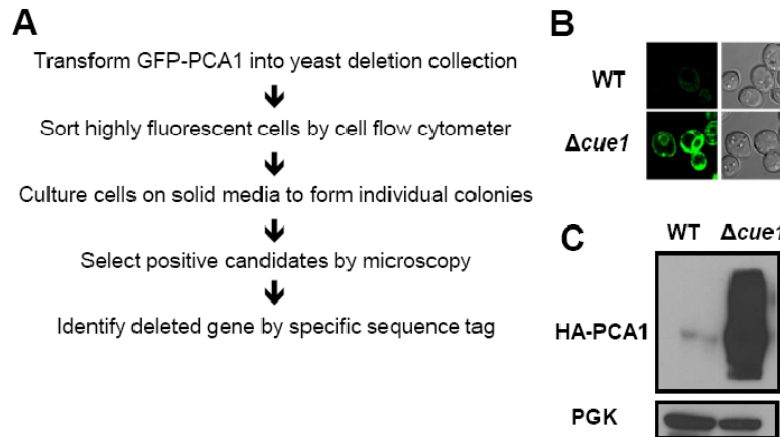 A
Transform GFP-PCA1 into yeast deletion collection
Sort highly fluorescent cells by cell flow cytometer
Culture cells on solid media to form individual colonies
Select positive candidates by microscopy
Identify deleted gene by specific sequence tag
B
WT
Δcue1
C
WT Δcue1
HA-PCA1
PGK